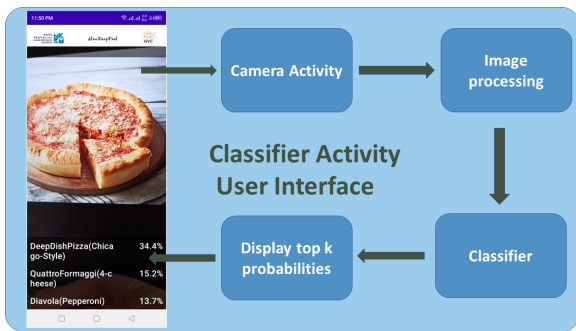 11:50 PM
HVC
Camera Activity
Image
processing
Classifier Activity
User Interface
DeepDishPizza(Chica
go-Style)
34.4%
QuattroFormaggi(4-c
heese)
15.2%
Diavola(Pepperoni)
13.7%
Display top k
probabilities
Classifier